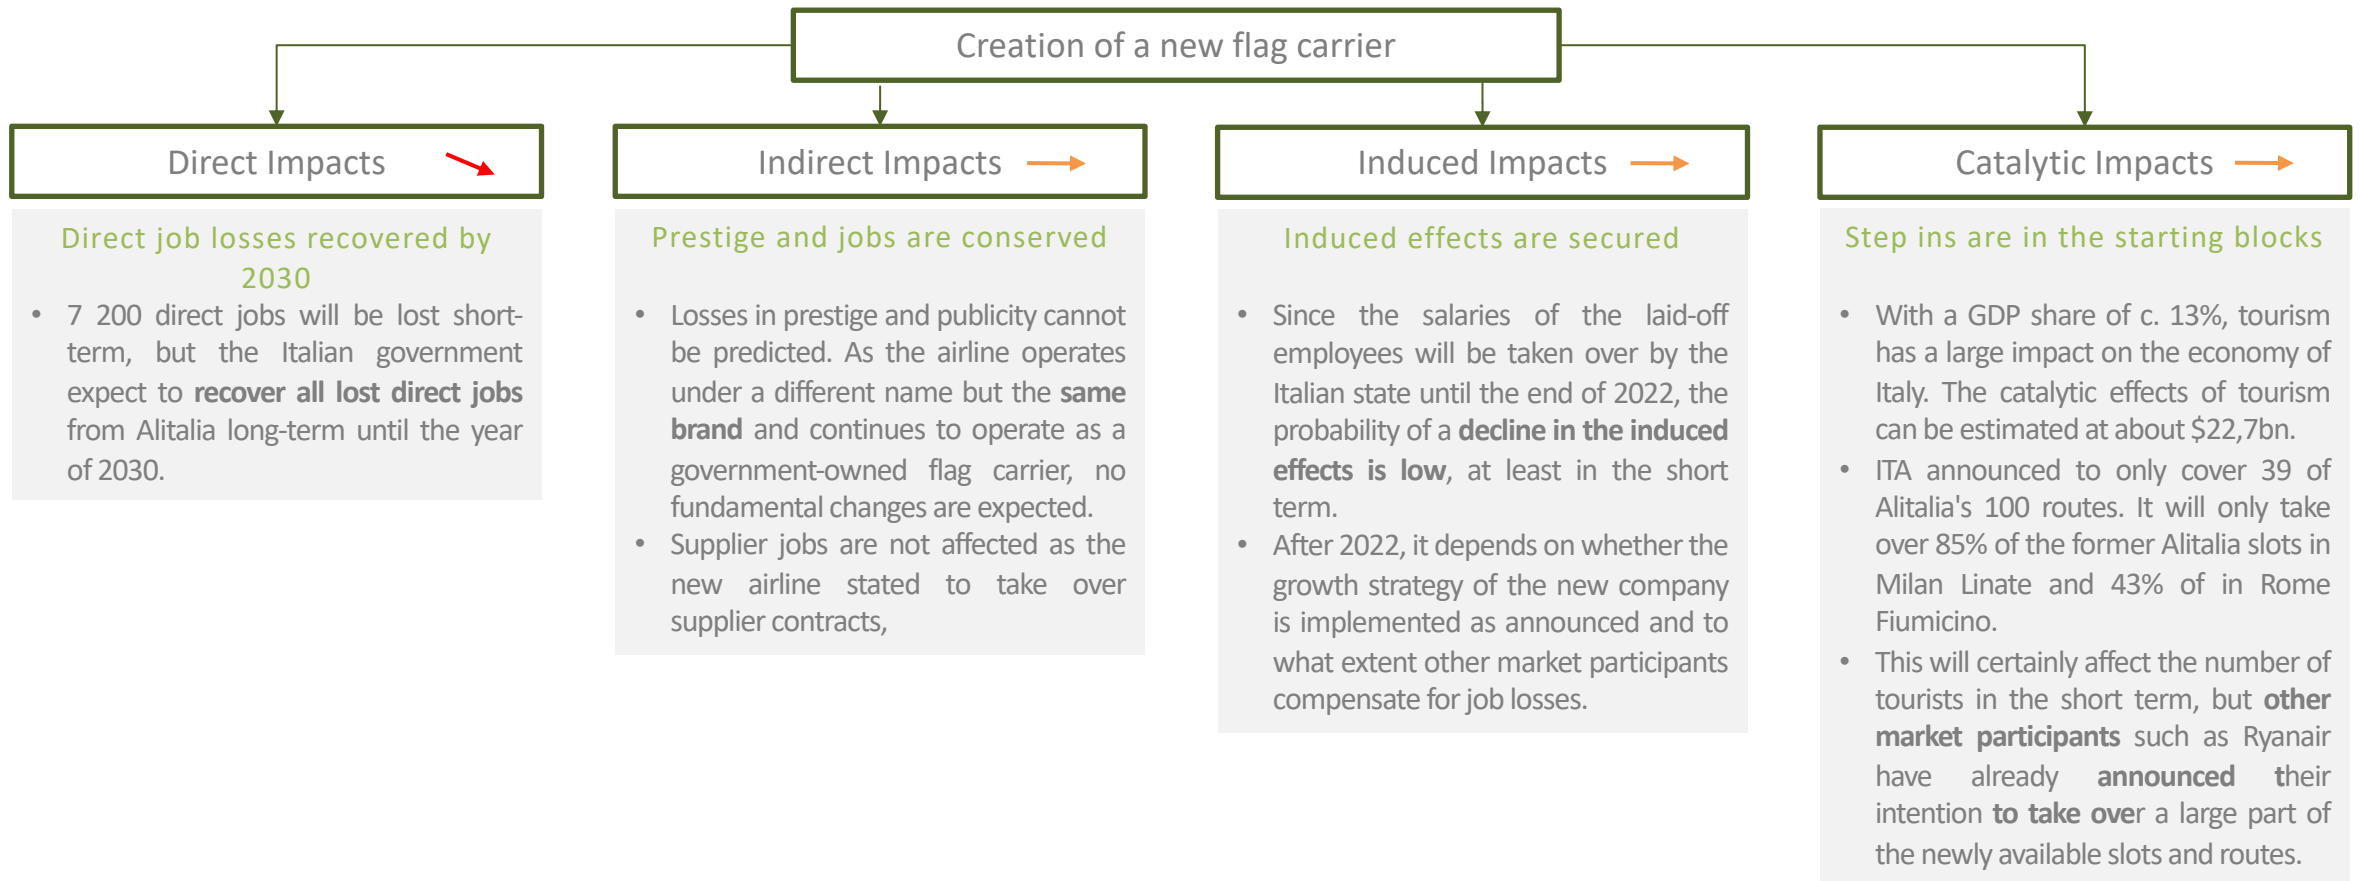 Creation of a new flag carrier
Direct Impacts
Direct job losses recovered by
2030
• 7 200 direct jobs will be lost short-
term, but the Italian government
expect to recover all lost direct jobs
from Alitalia long-term until the year
of 2030.
Indirect Impacts
Prestige and jobs are conserved
• Losses in prestige and publicity cannot
be predicted. As the airline operates
under a different name but the same
brand and continues to operate as a
government-owned flag carrier, no
fundamental changes are expected.
• Supplier jobs are not affected as the
new airline stated to take over
supplier contracts,
Induced Impacts
Induced effects are secured
• Since the salaries of the laid-off
employees will be taken over by the
Italian state until the end of 2022, the
probability of a decline in the induced
effects is low, at least in the short
term.
• After 2022, it depends on whether the
growth strategy of the new company
is implemented as announced and to
what extent other market participants
compensate for job losses.
Catalytic Impacts
Step ins are in the starting blocks
• With a GDP share of c. 13%, tourism
has a large impact on the economy of
Italy. The catalytic effects of tourism
can be estimated at about $22,7bn.
• ITA announced to only cover 39 of
Alitalia's 100 routes. It will only take
over 85% of the former Alitalia slots in
Milan Linate and 43% of in Rome
Fiumicino.
• This will certainly affect the number of
tourists in the short term, but other
market participants such as Ryanair
have already announced their
intention to take over a large part of
the newly available slots and routes.